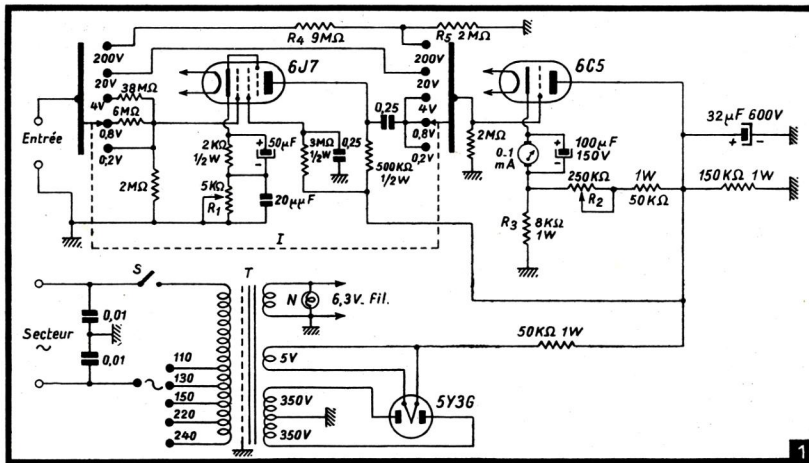 R4 9MΩ
R5 2MΩ
200V
20V
4V
0,8V
0,2V
38MΩ
6MΩ
2MΩ
Entrée
6J7
2KΩ
1/2W
50µF
+
-
5KΩ
R1
20µµF
3MΩ
1/2W
0,25
500KΩ
1/2W
0,25
200V
20V
4V
0,8V
0,2V
I
2MΩ
6C5
0.1
mA
+
-
100µF
150V
250KΩ
R2
1W
50KΩ
R3
8KΩ
1W
32µF 600V
+
-
150KΩ 1W
S
T
0,01
Secteur
~
0,01
~
110
130
150
220
240
N
6,3V_ Fil.
5V
350V
350V
5Y3G
50KΩ 1W
1